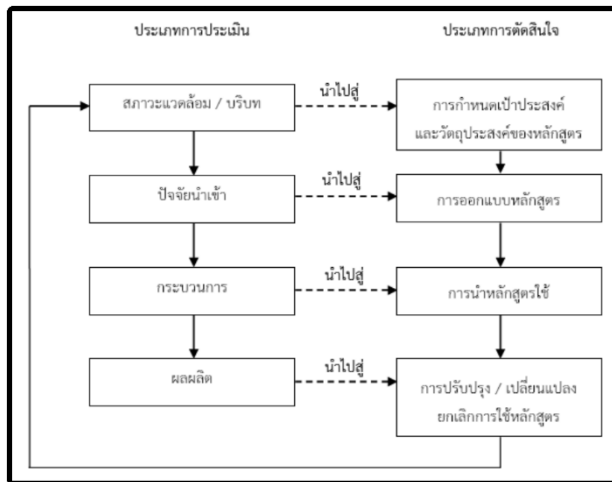 ประเภทการประเมิน
ประเภทการตัดสินใจ
สภาวะแวดล้อม / บริบท
นำไปสู่
การกำหนดเป้าประสงค์
และวัตถุประสงค์ของหลักสูตร
ปัจจัยนำเข้า
นำไปสู่
การออกแบบหลักสูตร
กระบวนการ
นำไปสู่
การนำหลักสูตรใช้
ผลผลิต
นำไปสู่
การปรับปรุง / เปลี่ยนแปลง
ยกเลิกการใช้หลักสูตร